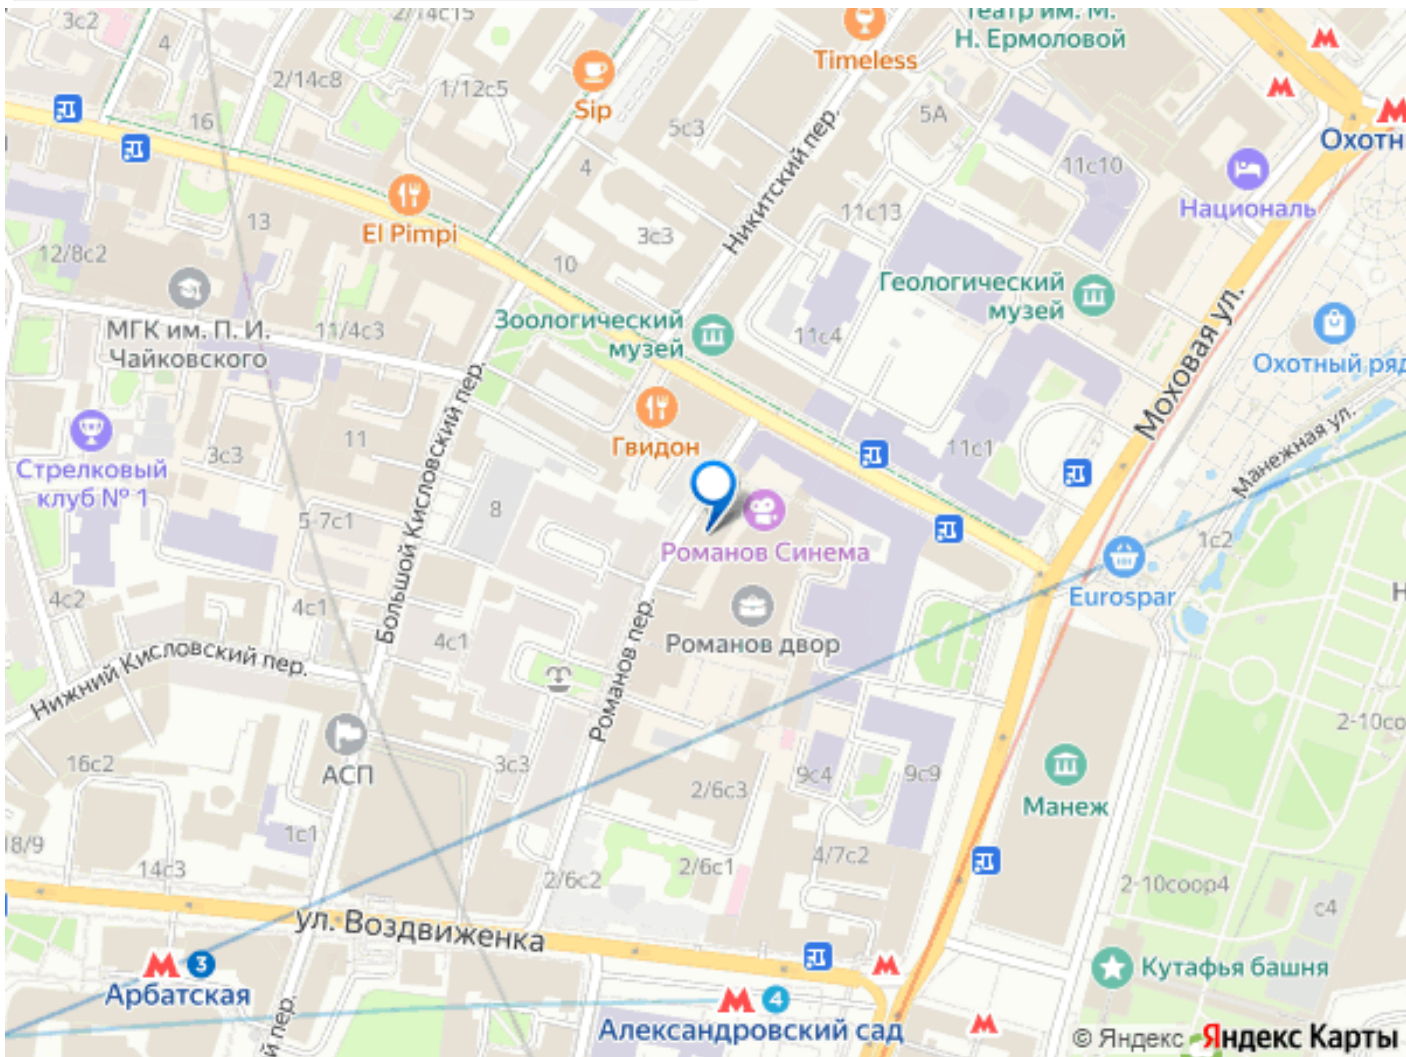 3с2
2/14с15
театр им. М.
Н. Ермоловой
4
2/14с8
1/12с5
Timeless
Sip
16
5с3
5А
Охотн
11с10
4
Никитский пер.
Националь
El Pimpi
13
3с3
11с13
12/8с2
10
Геологический
музей
МГК им. П. И.
Чайковского
11/4с3
Зоологический
музей
11с4
Моховая ул.
Охотный ряд
Гвидон
Большой Кисловский пер.
11
3с3
11с1
Манежная ул.
Стрелковый
клуб № 1
8
5-7с1
Романов Синема
1с2
4с2
4с1
Eurospar
Н
4с1
Романов двор
Нижний Кисловский пер.
Романов пер.
2-10со
16с2
АСП
3с3
2/6с3
9с4
9с9
Манеж
18/9
1с1
14с3
2/6с2
2/6с1
4/7с2
2-10соор4
с4
ул. Воздвиженка
3
Арбатская
Кутафья башня
4
Александровский сад
й пер.
© Яндекс
Яндекс Карты